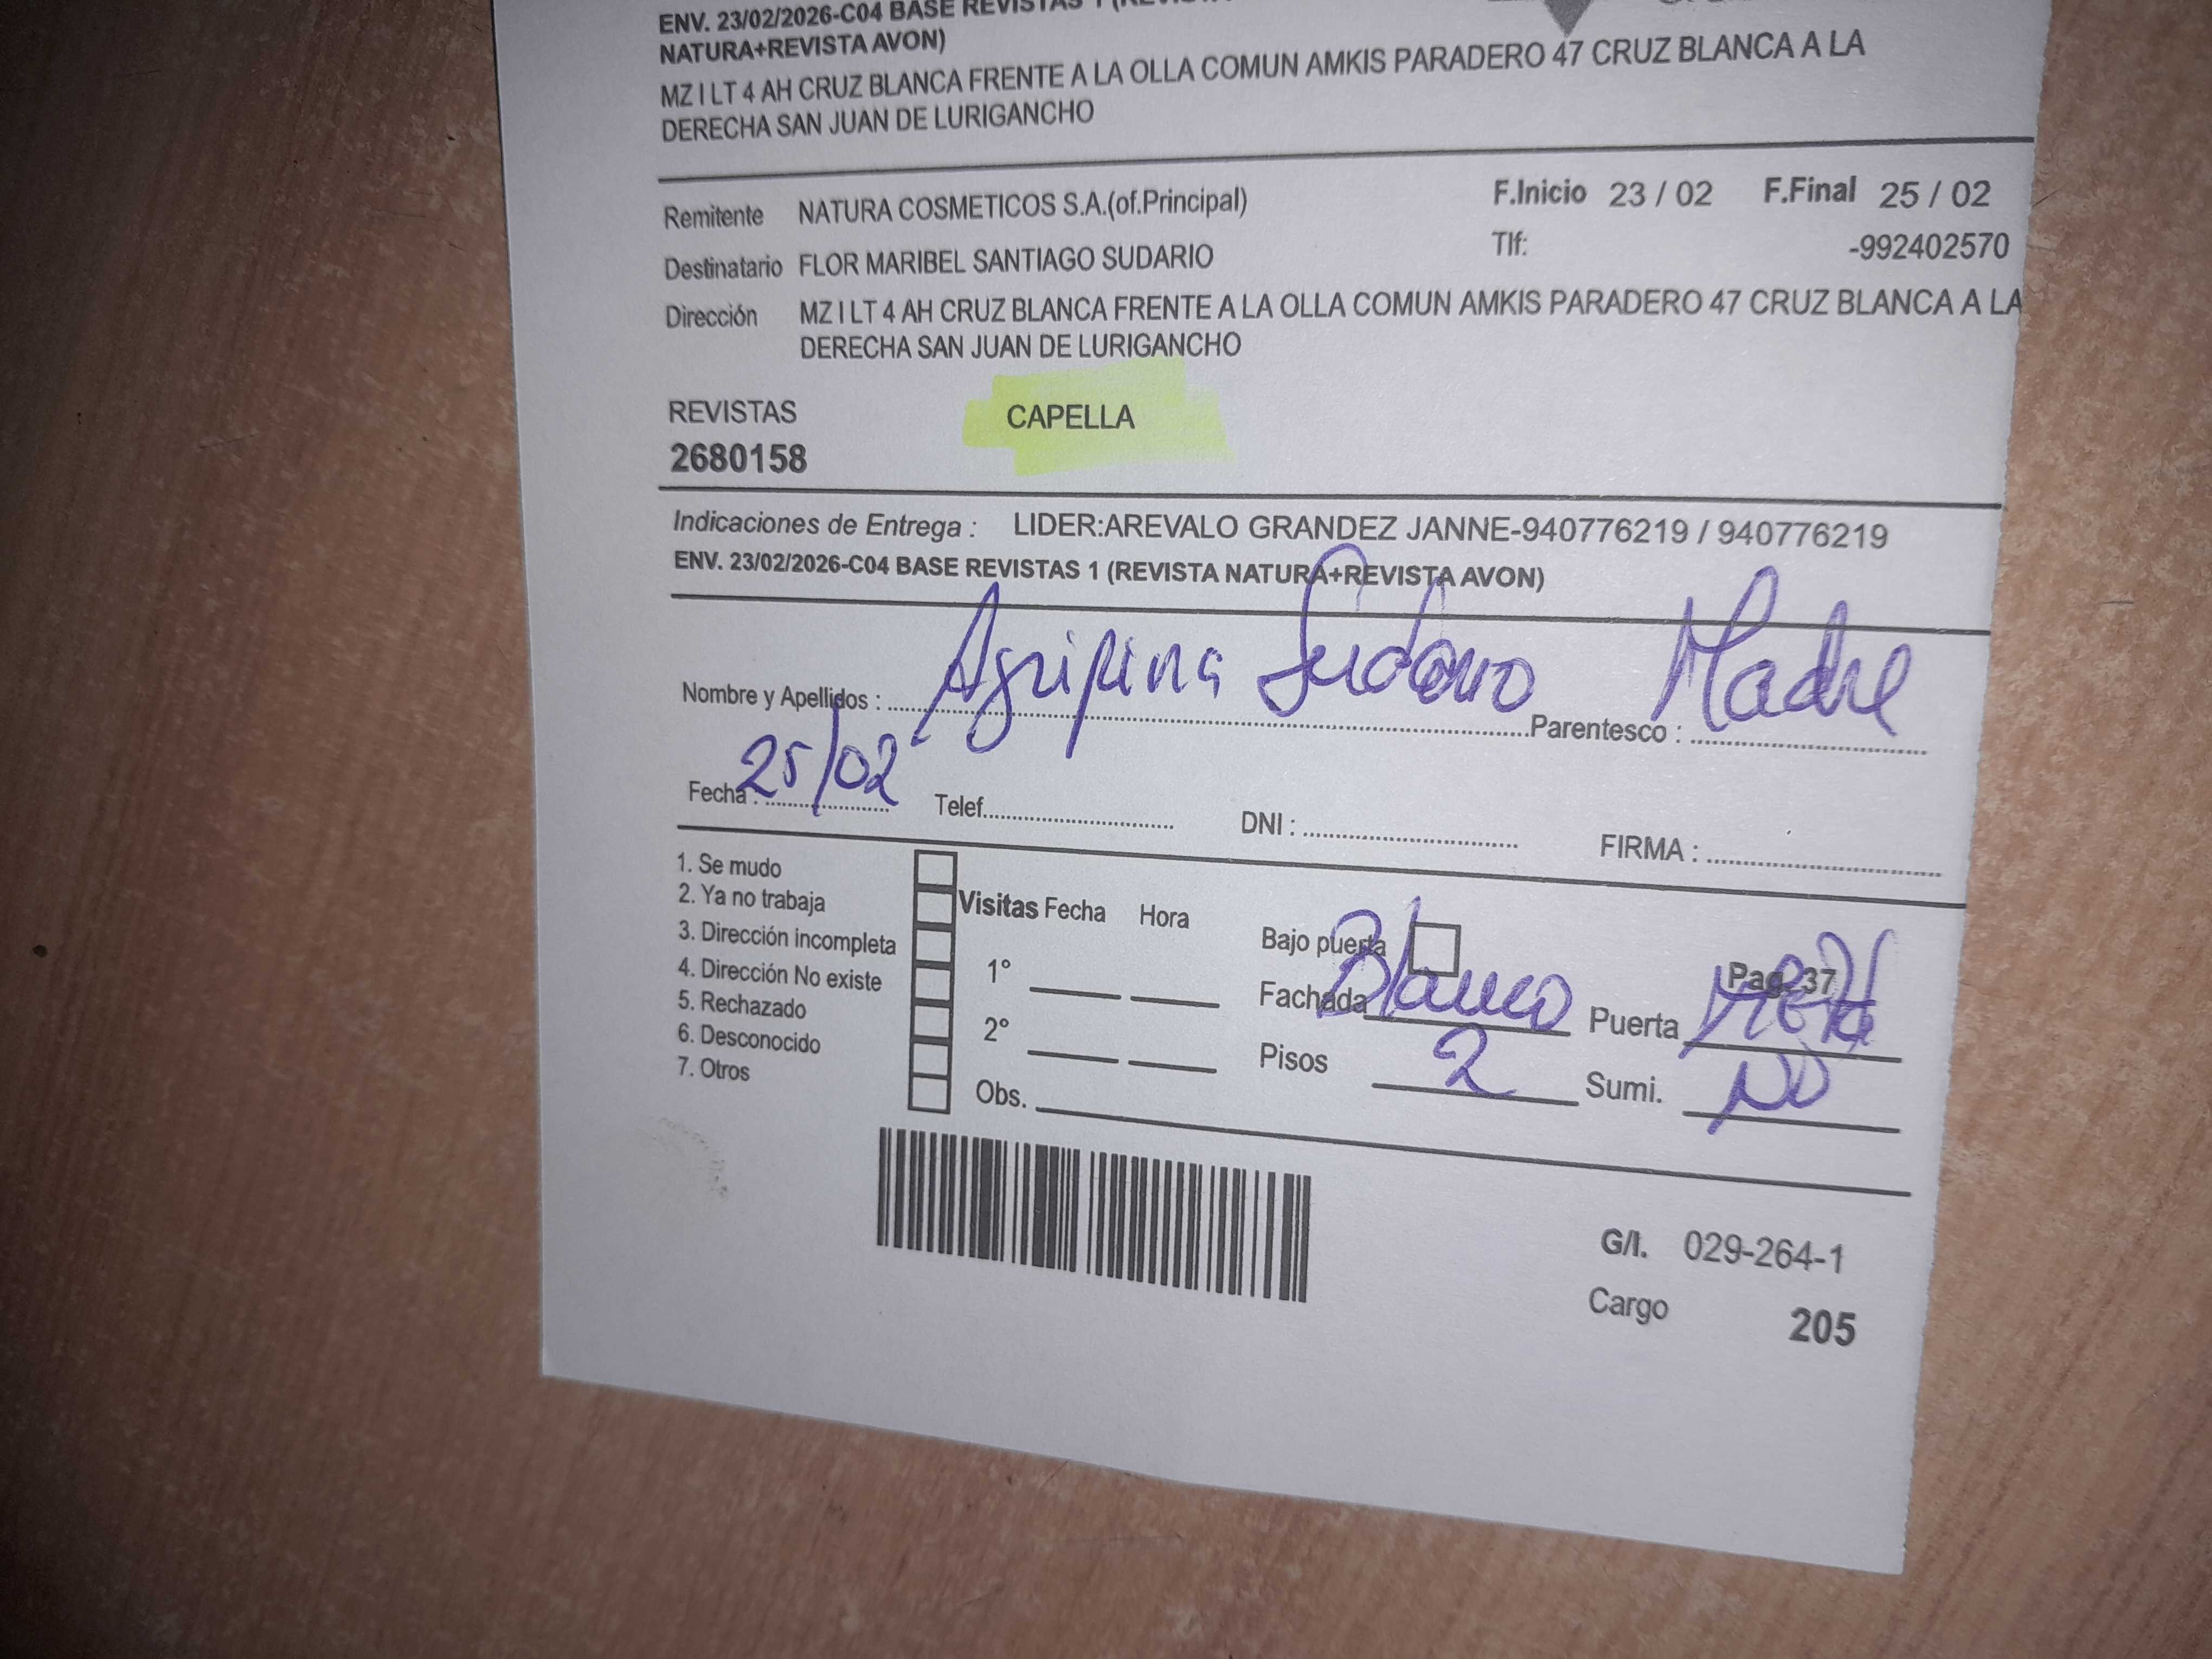 ENV. 23/02/2026-C04 BASE REVISTAS 1
NATURA+REVISTA AVON)
MZ I LT 4 AH CRUZ BLANCA FRENTE A LA OLLA COMUN AMKIS PARADERO 47 CRUZ BLANCA A LA
DERECHA SAN JUAN DE LURIGANCHO
Remitente NATURA COSMETICOS S.A.(of.Principal) F.Inicio 23 / 02 F.Final 25 / 02
Destinatario FLOR MARIBEL SANTIAGO SUDARIO Tlf: -992402570
Dirección MZ I LT 4 AH CRUZ BLANCA FRENTE A LA OLLA COMUN AMKIS PARADERO 47 CRUZ BLANCA A LA
DERECHA SAN JUAN DE LURIGANCHO
REVISTAS CAPELLA
2680158
Indicaciones de Entrega : LIDER:AREVALO GRANDEZ JANNE-940776219 / 940776219
ENV. 23/02/2026-C04 BASE REVISTAS 1 (REVISTA NATURA+REVISTA AVON)
Nombre y Apellidos : Agripina Sudario Parentesco : Madre
Fecha : 25/02 Telef. DNI : FIRMA :
1. Se mudo
2. Ya no trabaja Visitas Fecha Hora
3. Dirección incompleta Bajo puerta Pag. 37
4. Dirección No existe 1° Fachada Blanco Puerta
5. Rechazado
6. Desconocido 2° Pisos 2 Sumi. NO
7. Otros Obs.
G/I. 029-264-1
Cargo 205